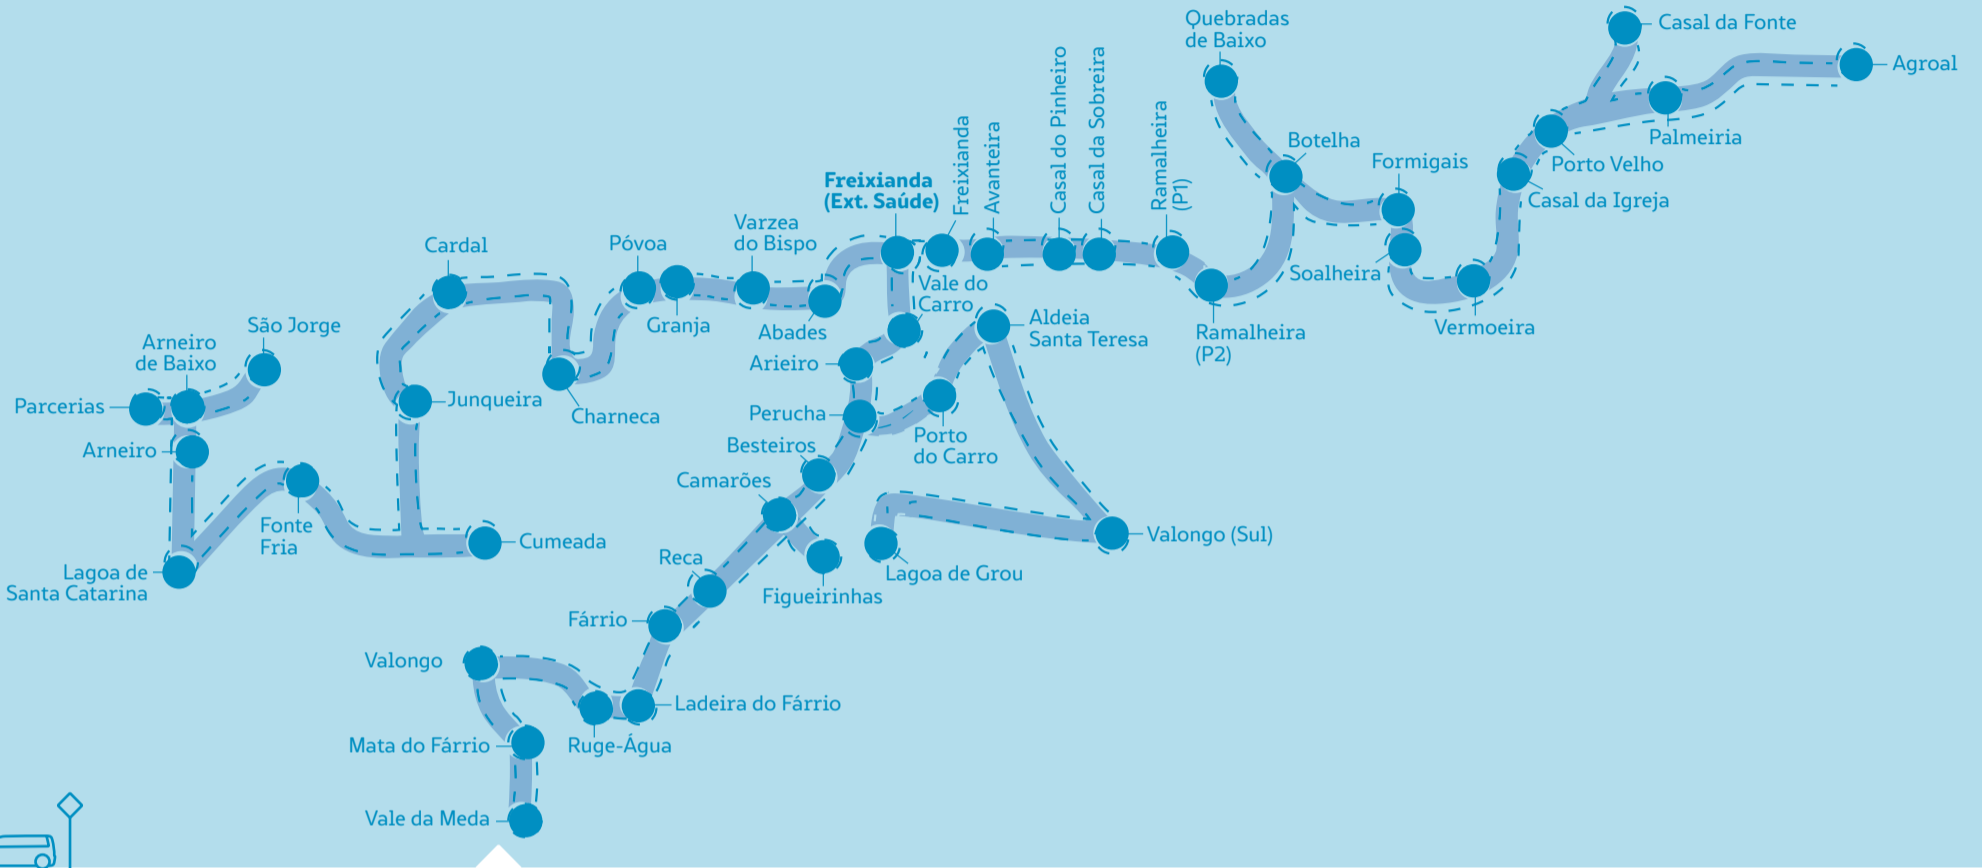 Quebradas
de Baixo
Casal da Fonte
Agoral
Palmeiria
Botelha
Formigais
Porto Velho
Casal da Igreja
Soalheira
Vermoeira
Ramalheira
(P1)
Ramalheira
(P2)
Casal da Sobreira
Casal do Pinheiro
Avanteira
Freixianda
Freixianda
(Ext. Saúde)
Varzea
do Bispo
Póvoa
Cardal
Granja
Abades
Vale do
Carro
Aldeia
Santa Teresa
São Jorge
Arneiro
de Baixo
Parcerias
Arneiro
Junqueira
Charneca
Arieiro
Perucha
Besteiros
Porto
do Carro
Camarões
Fonte
Fria
Cumeada
Lagoa de
Santa Catarina
Valongo (Sul)
Lagoa de Grou
Reca
Figueirinhas
Fárrio
Valongo
Ladeira do Fárrio
Mata do Fárrio
Ruge-Água
Vale da Meda